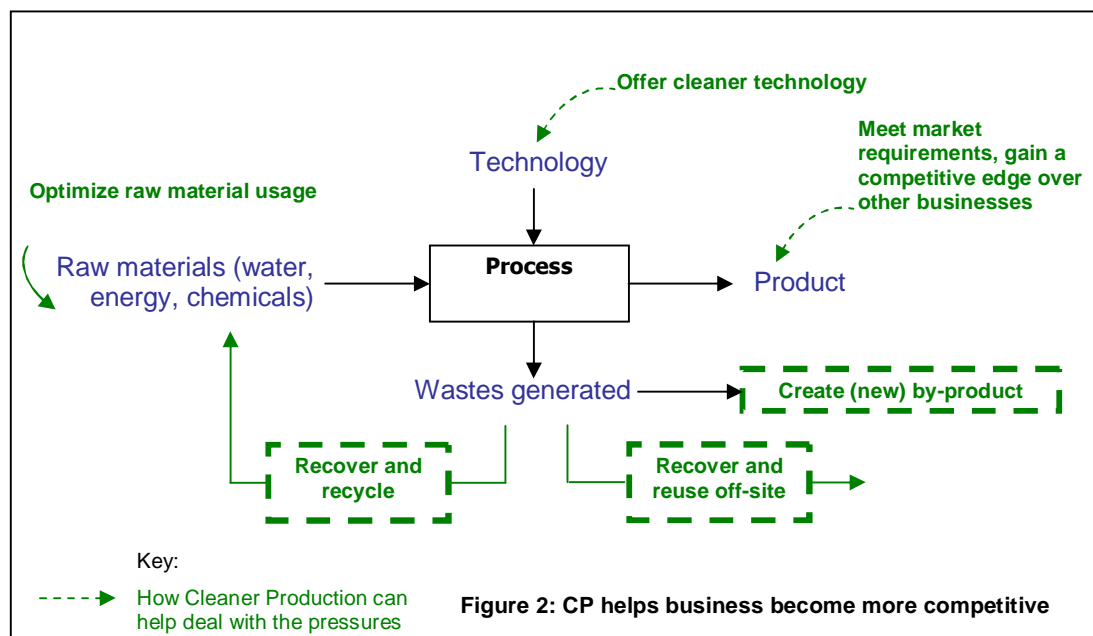 Offer cleaner technology
Meet market
requirements, gain a
competitive edge over
other businesses
Technology
Optimize raw material usage
Raw materials (water,
energy, chemicals)
Process
Product
Wastes generated
Create (new) by-product
Recover and
recycle
Recover and
reuse off-site
Key:
How Cleaner Production can
help deal with the pressures
Figure 2: CP helps business become more competitive